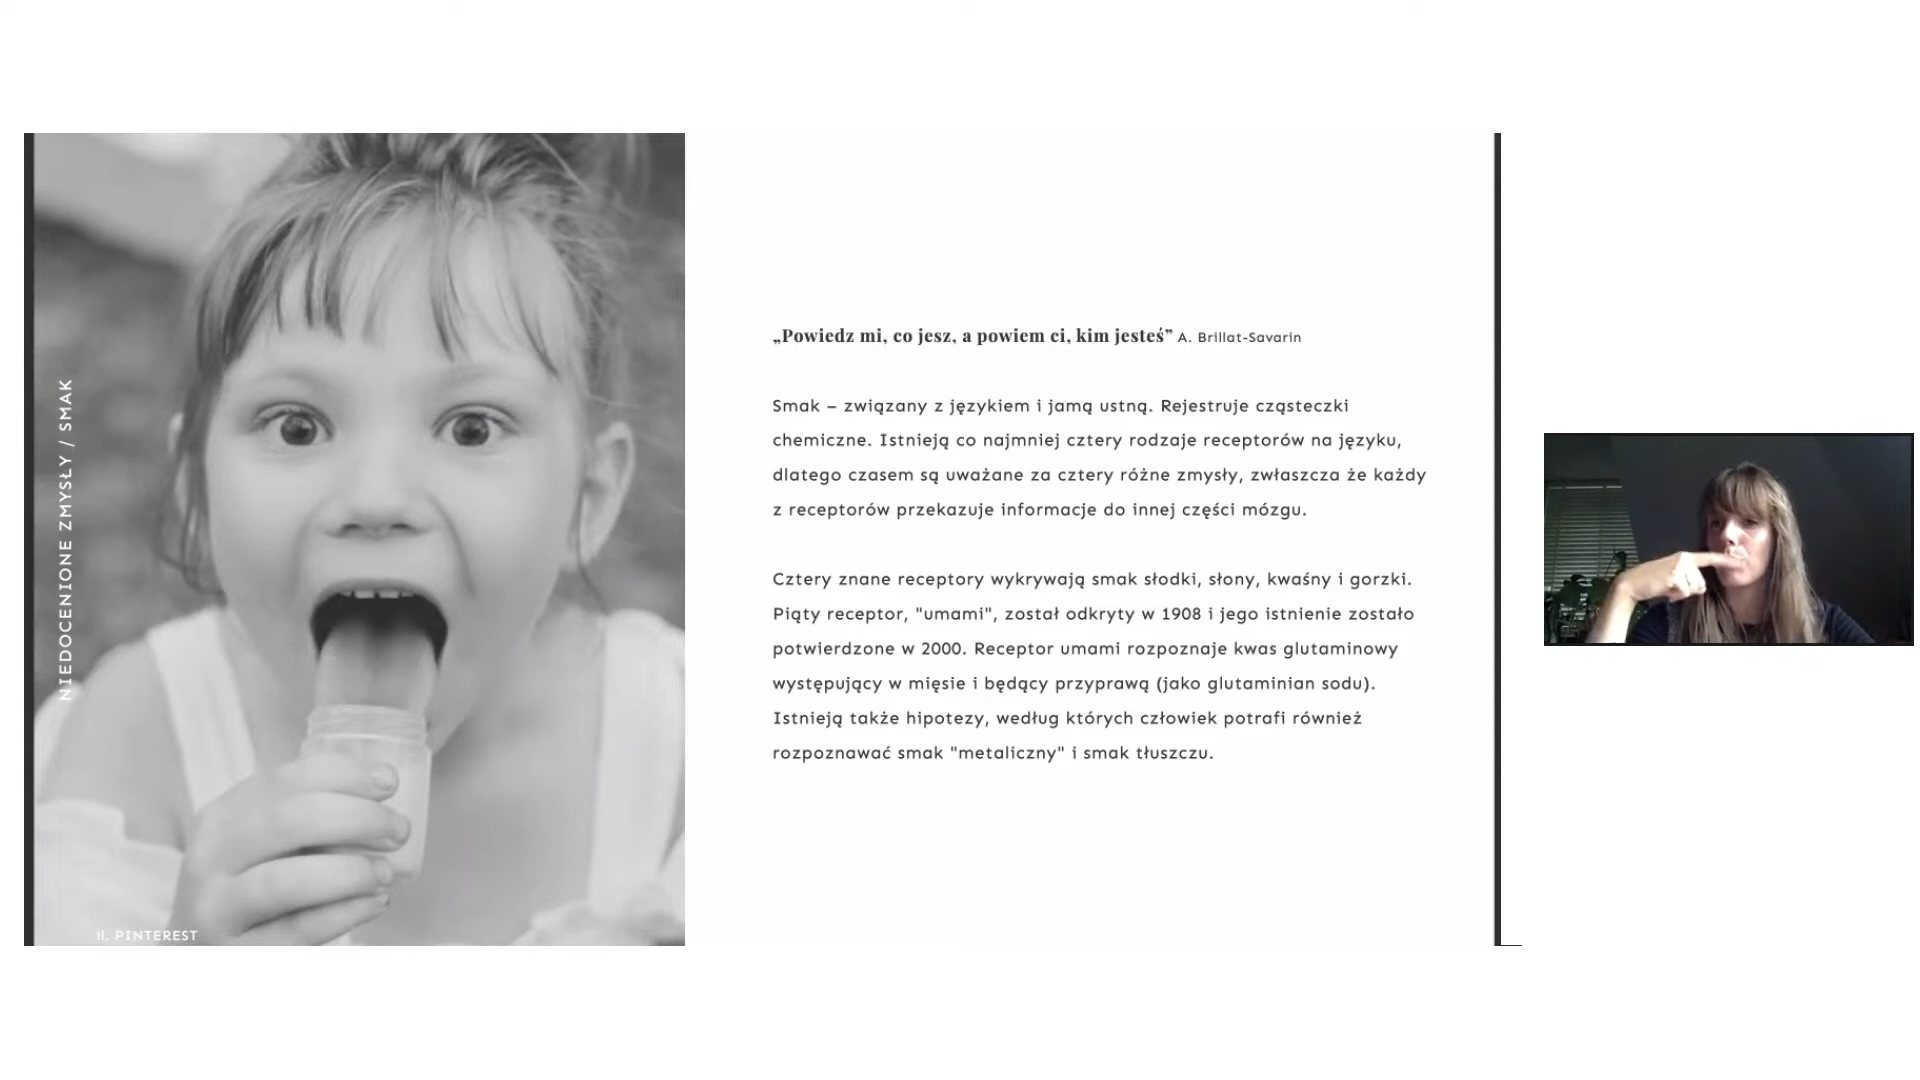 NIEDOCENIONE ZMYSŁY / SMAK
„Powiedz mi, co jesz, a powiem ci, kim jesteś” A. Brillat-Savarin
Smak – związany z językiem i jamą ustną. Rejestruje cząsteczki
chemiczne. Istnieją co najmniej cztery rodzaje receptorów na języku,
dlatego czasem są uważane za cztery różne zmysły, zwłaszcza że każdy
z receptorów przekazuje informacje do innej części mózgu.
Cztery znane receptory wykrywają smak słodki, słony, kwaśny i gorzki.
Piąty receptor, "umami", został odkryty w 1908 i jego istnienie zostało
potwierdzone w 2000. Receptor umami rozpoznaje kwas glutaminowy
występujący w mięsie i będący przyprawą (jako glutaminian sodu).
Istnieją także hipotezy, według których człowiek potrafi również
rozpoznawać smak "metaliczny" i smak tłuszczu.
il. PINTEREST